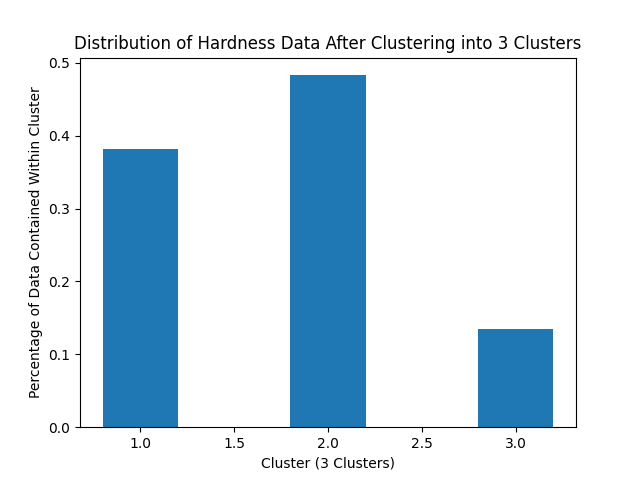 Distribution of Hardness Data After Clustering into 3 Clusters
Percentage of Data Contained Within Cluster
0.5
0.4
0.3
0.2
0.1
0.0
1.0 1.5 2.0 2.5 3.0
Cluster (3 Clusters)